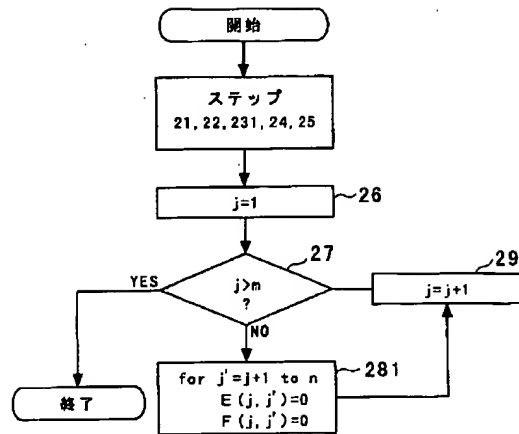 開始
ステップ
21,22,231,24,25
j=1
26
27
j>m
?
YES
NO
29
j=j+1
281
for j'=j+1 to n
E(j,j')=0
F(j,j')=0
終了